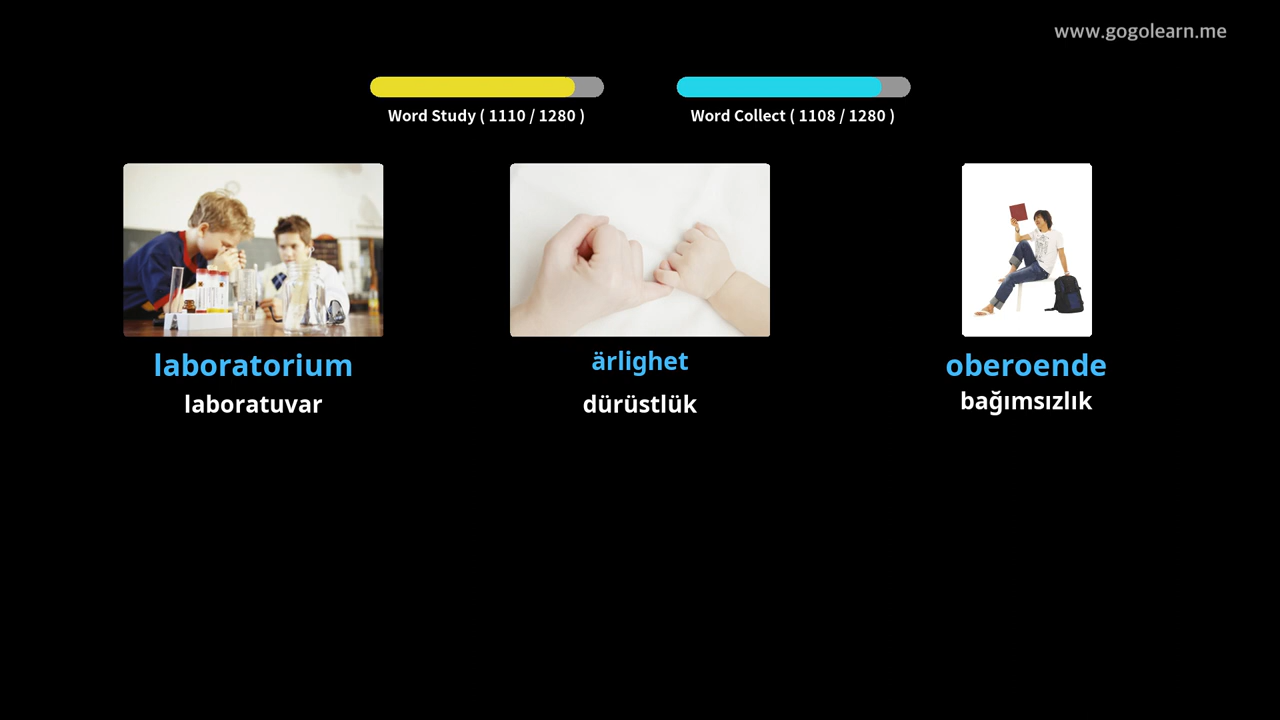 www.gogolearn.me
Word Study ( 1110 / 1280 )
Word Collect ( 1108 / 1280 )
laboratorium
laboratuvar
ärlighet
dürüstlük
oberoende
bağımsızlık